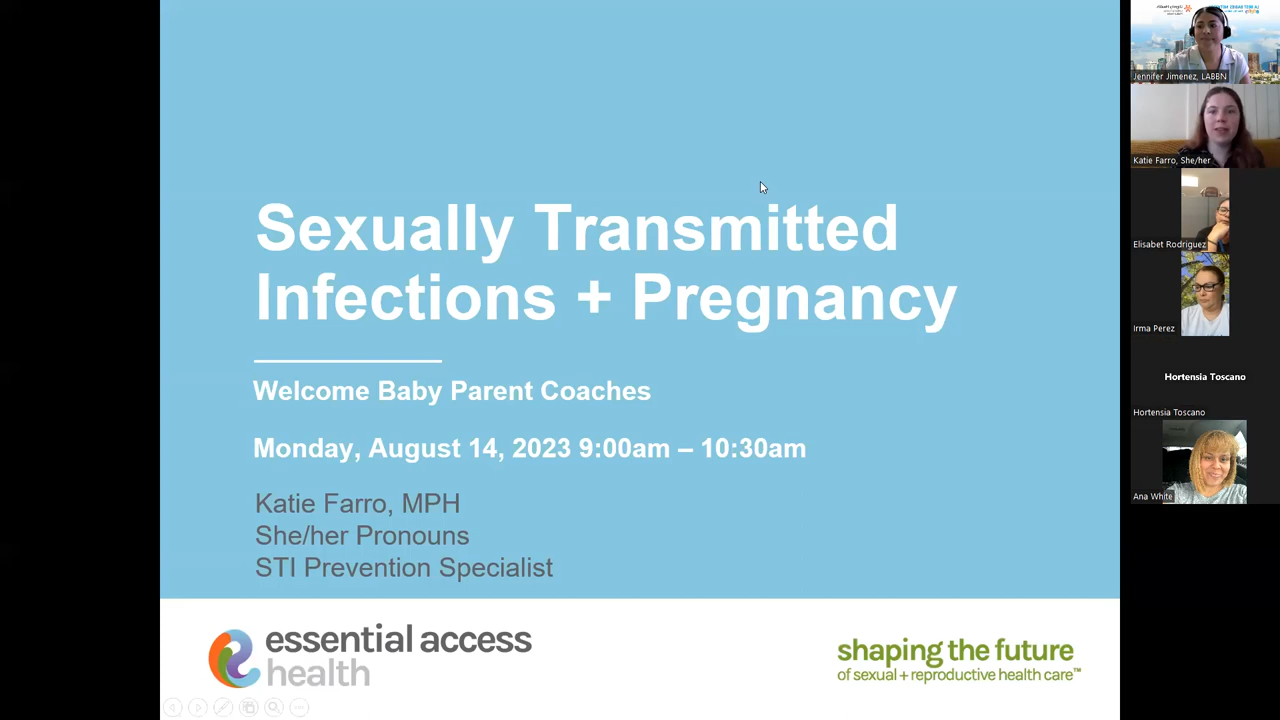 Sexually Transmitted
Infections + Pregnancy
Welcome Baby Parent Coaches
Monday, August 14, 2023 9:00am – 10:30am
Katie Farro, MPH
She/her Pronouns
STI Prevention Specialist
essential access
health
shaping the future
of sexual + reproductive health care™
Jennifer Jimenez, LABBN
Katie Farro, She/her
Elisabet Rodriguez
Irma Perez
Hortensia Toscano
Hortensia Toscano
Ana White